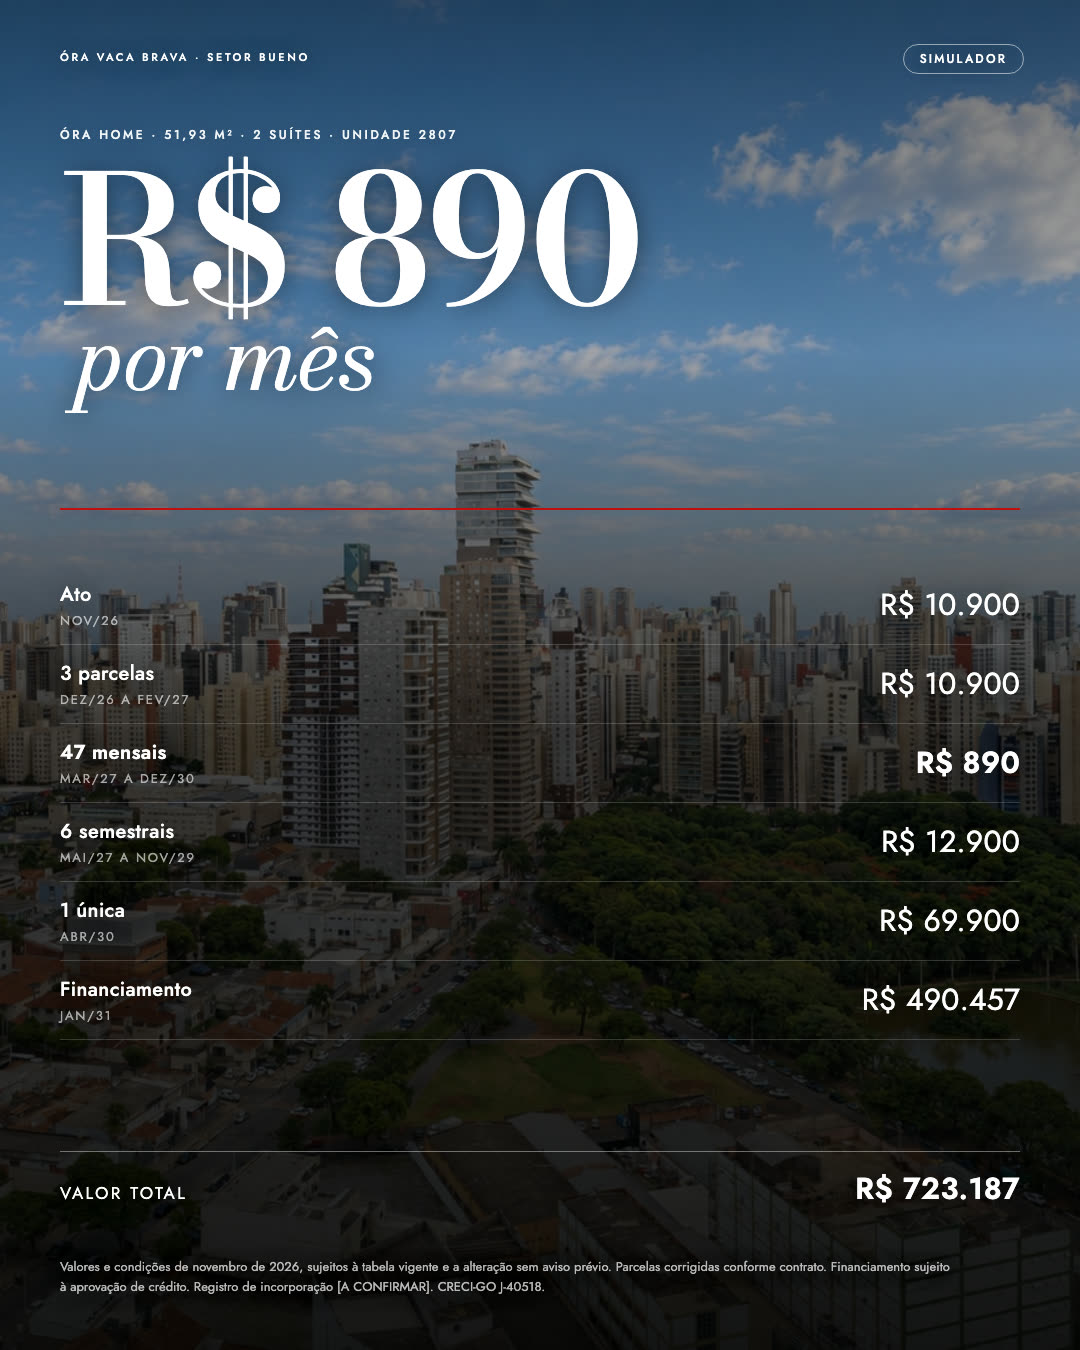 ÓRA VACA BRAVA · SETOR BUENO
SIMULADOR
ÓRA HOME · 51,93 M² · 2 SUÍTES · UNIDADE 2807
R$ 890
por mês
Ato
NOV/26
R$ 10.900
3 parcelas
DEZ/26 A FEV/27
R$ 10.900
47 mensais
MAR/27 A DEZ/30
R$ 890
6 semestrais
MAI/27 A NOV/29
R$ 12.900
1 única
ABR/30
R$ 69.900
Financiamento
JAN/31
R$ 490.457
VALOR TOTAL
R$ 723.187
Valores e condições de novembro de 2026, sujeitos à tabela vigente e a alteração sem aviso prévio. Parcelas corrigidas conforme contrato. Financiamento sujeito
à aprovação de crédito. Registro de incorporação [A CONFIRMAR]. CRECI-GO J-40518.